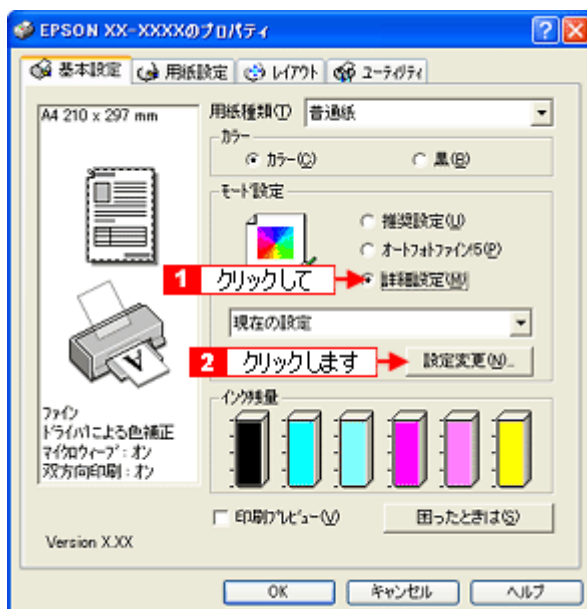 EPSON XX-XXXXのプロパティ
基本設定 用紙設定 レイアウト ユーティリティ
A4 210 x 297 mm
用紙種類(T) 普通紙
カラー
カラー(C) 黒(B)
モード設定
推奨設定(U)
オートフォトファイン!5(P)
1 クリックして 詳細設定(M)
現在の設定
2 クリックします 設定変更(N)...
インク残量
ファイン
ドライバによる色補正
マイクロウィーブ：オン
双方向印刷：オン
印刷プレビュー(V) 困ったときは(S)
Version X.XX
OK キャンセル ヘルプ